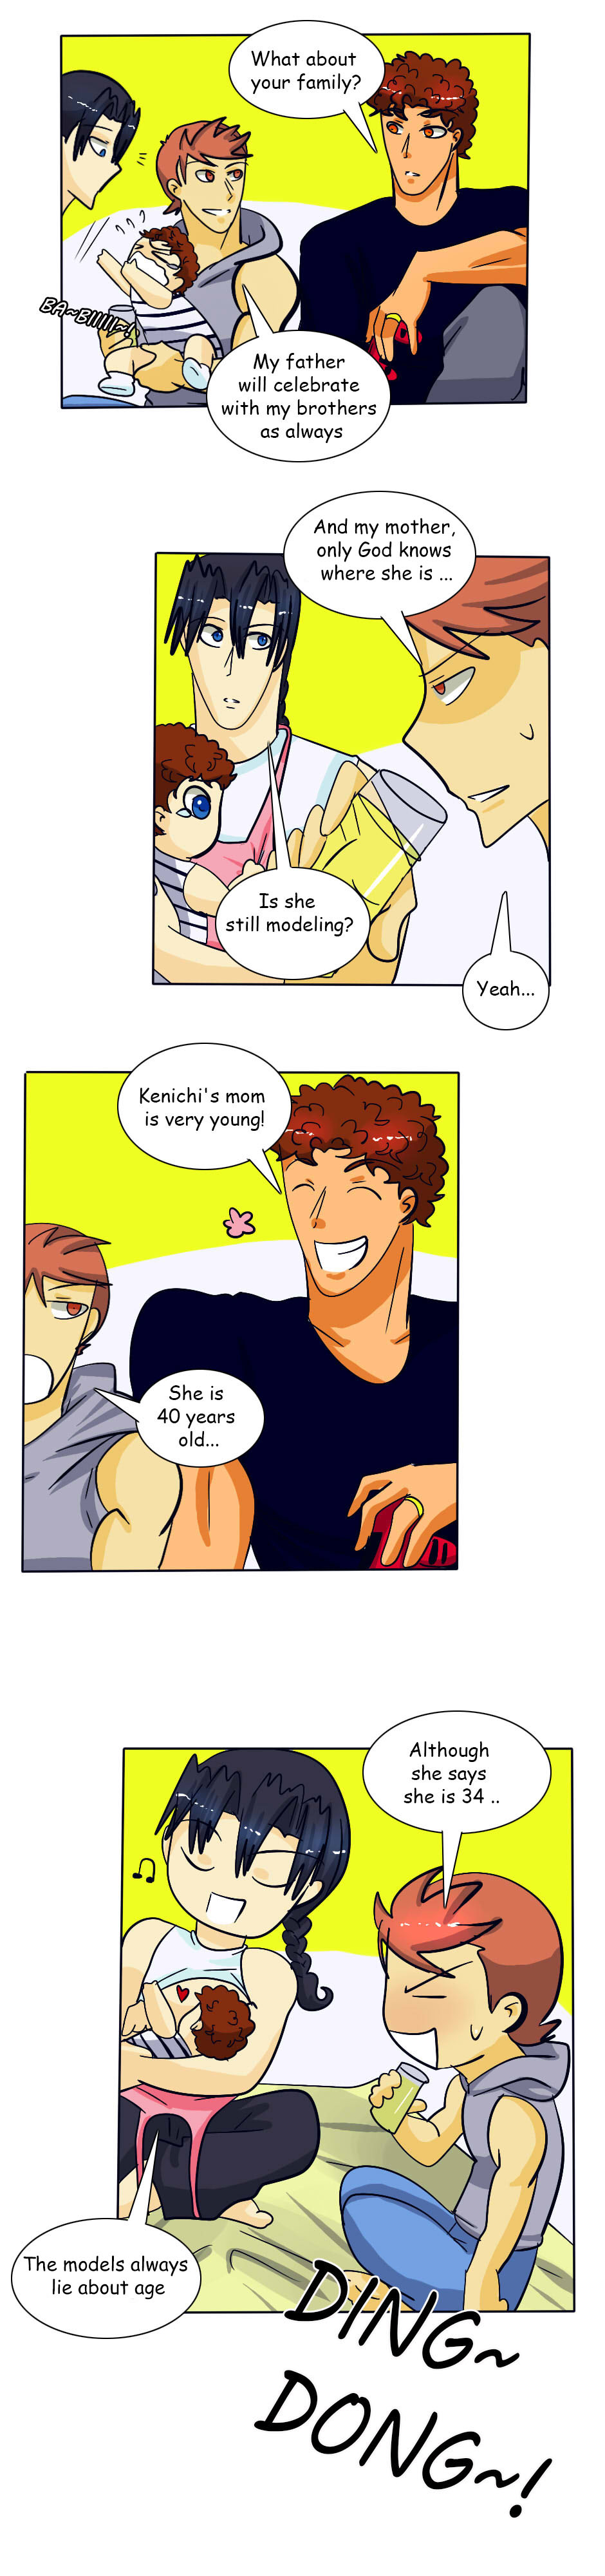 What about
your family?
BA~BIIIII~!
My father
will celebrate
with my brothers
as always
And my mother,
only God knows
where she is ...
Is she
still modeling?
Yeah...
Kenichi's mom
is very young!
She is
40 years
old...
Although
she says
she is 34 ..
The models always
lie about age
DING~
DONG~!